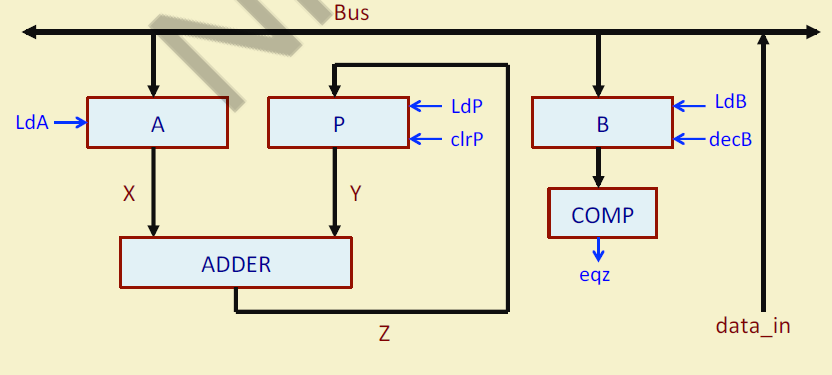 Bus
LdA
A
P
LdP
clrP
B
LdB
decB
X
Y
COMP
ADDER
eqz
Z
data_in